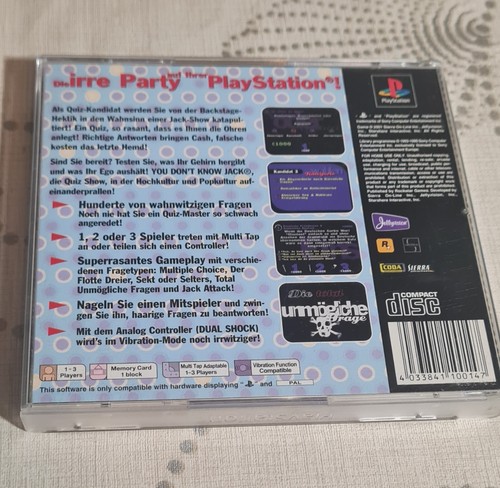 Die irre Party auf Ihrer PlayStation®!
Als Quiz-Kandidat werden Sie von der Backstage-
Hektik in den Wahnsinn einer Jack-Show katapul-
tiert! Ein Quiz, so rasant, dass es Ihnen die Ohren
anlegt! Richtige Antworten bringen Cash, falsche
kosten das letzte Hemd!
Sind Sie bereit? Testen Sie, was Ihr Gehirn hergibt
und was Ihr Ego aushält! YOU DON'T KNOW JACK®,
die Quiz Show, in der Hochkultur und Popkultur auf-
einanderprallen!
Hunderte von wahnwitzigen Fragen
Noch nie hat Sie ein Quiz-Master so schwach
angeredet!
1, 2 oder 3 Spieler treten mit Multi Tap
an oder teilen sich einen Controller!
Superrasantes Gameplay mit verschie-
denen Fragetypen: Multiple Choice, Der
Flotte Dreier, Sekt oder Selters, Total
Unmögliche Fragen und Jack Attack!
Nageln Sie einen Mitspieler und zwin-
gen Sie ihn, haarige Fragen zu beantworten!
Mit dem Analog Controller (DUAL SHOCK)
wird's im Vibration-Mode noch irrwitziger!
Die
unmögliche
Frage
1 - 3
Players
Memory Card
1 block
Multi Tap Adaptable
1-3 Players
Vibration Function
Compatible
This software is only compatible with hardware displaying " " and PAL
PlayStation
Jellyvision
R
CODA
SIERRA
COMPACT
disc
4 033841 100147